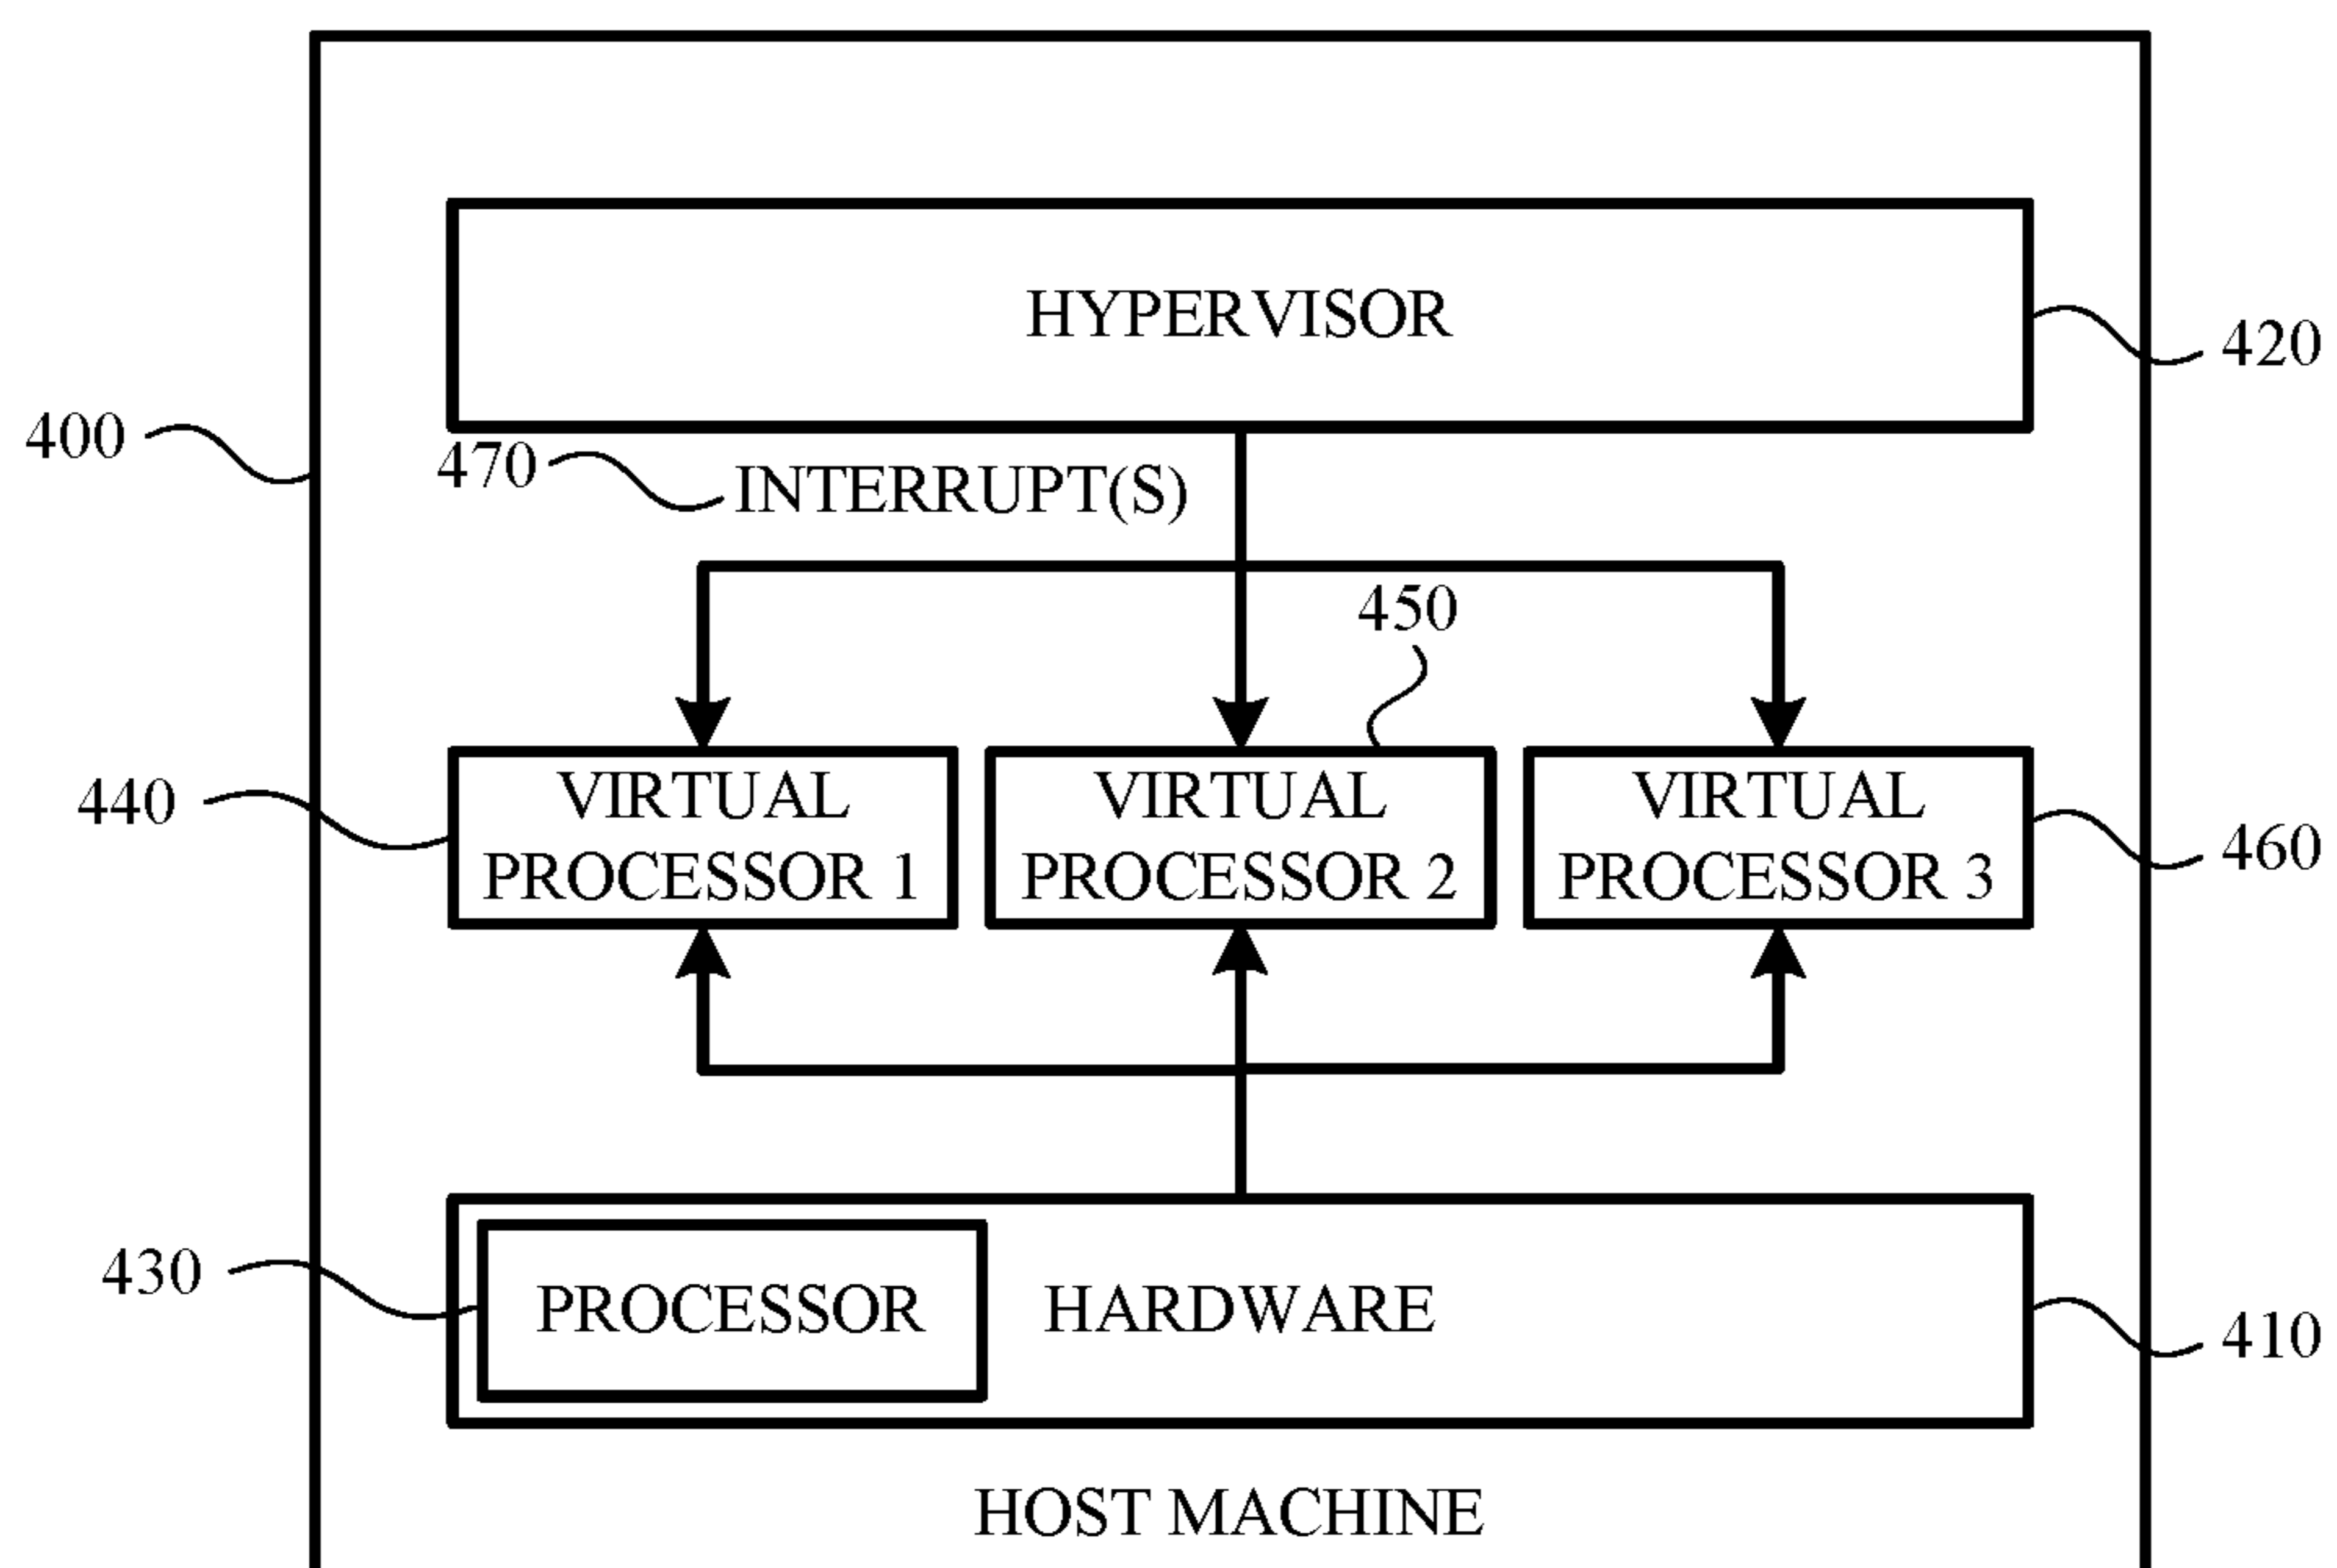 HYPERVISOR
420
400
470
INTERRUPT(S)
450
440
VIRTUAL
PROCESSOR 1
VIRTUAL
PROCESSOR 2
VIRTUAL
PROCESSOR 3
460
430
PROCESSOR
HARDWARE
410
HOST MACHINE